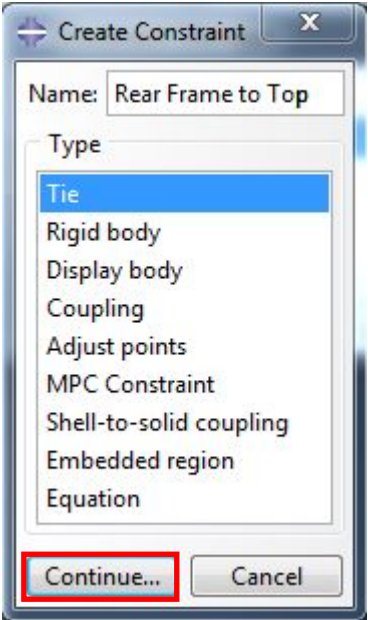 Create Constraint
Name: Rear Frame to Top
Type
Tie
Rigid body
Display body
Coupling
Adjust points
MPC Constraint
Shell-to-solid coupling
Embedded region
Equation
Continue... Cancel